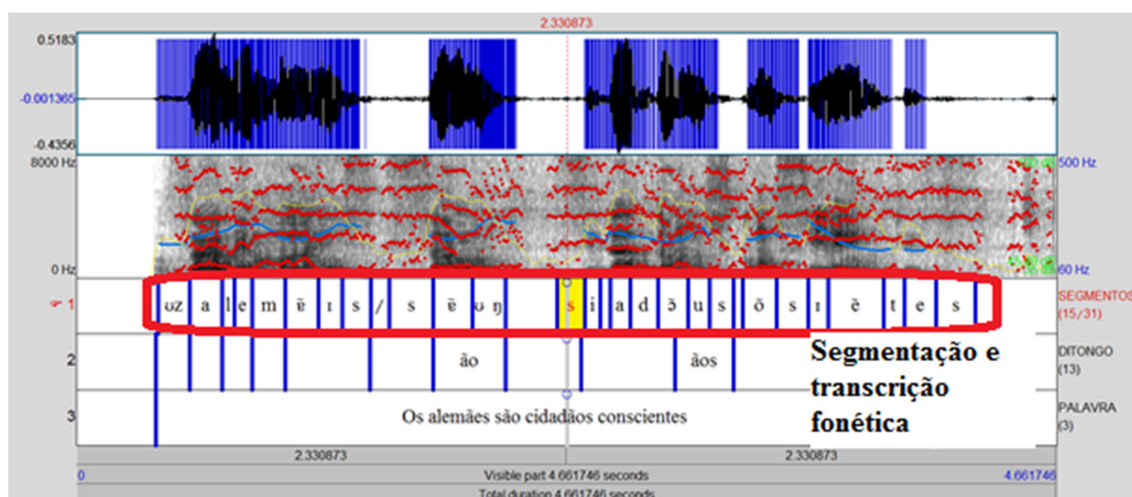 2.330873
0.5183
-0.001365
-0.4356
8000 Hz
500 Hz
0 Hz
60 Hz
1 ʊz a l e m ɐ̃ ɪ s / s ɐ̃ ʊ ŋ s i a d ɔ̃ u s õ s ɪ ẽ t e s
SEGMENTOS
(15/31)
2 ão ãos
DITONGO
(13)
Segmentação e
transcrição
fonética
3 Os alemães são cidadãos conscientes
PALAVRA
(3)
2.330873 2.330873
0 Visible part 4.661746 seconds 4.661746
Total duration 4.661746 seconds